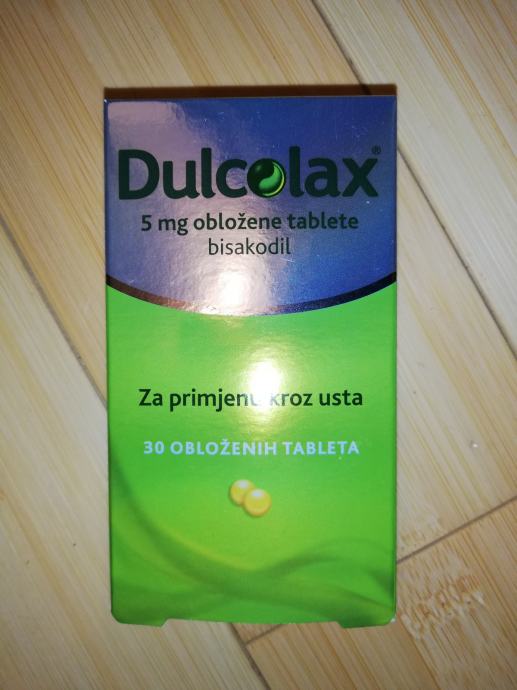 Dulcolax®
5 mg obložene tablete
bisakodil
Za primjenu kroz usta
30 OBLOŽENIH TABLETA